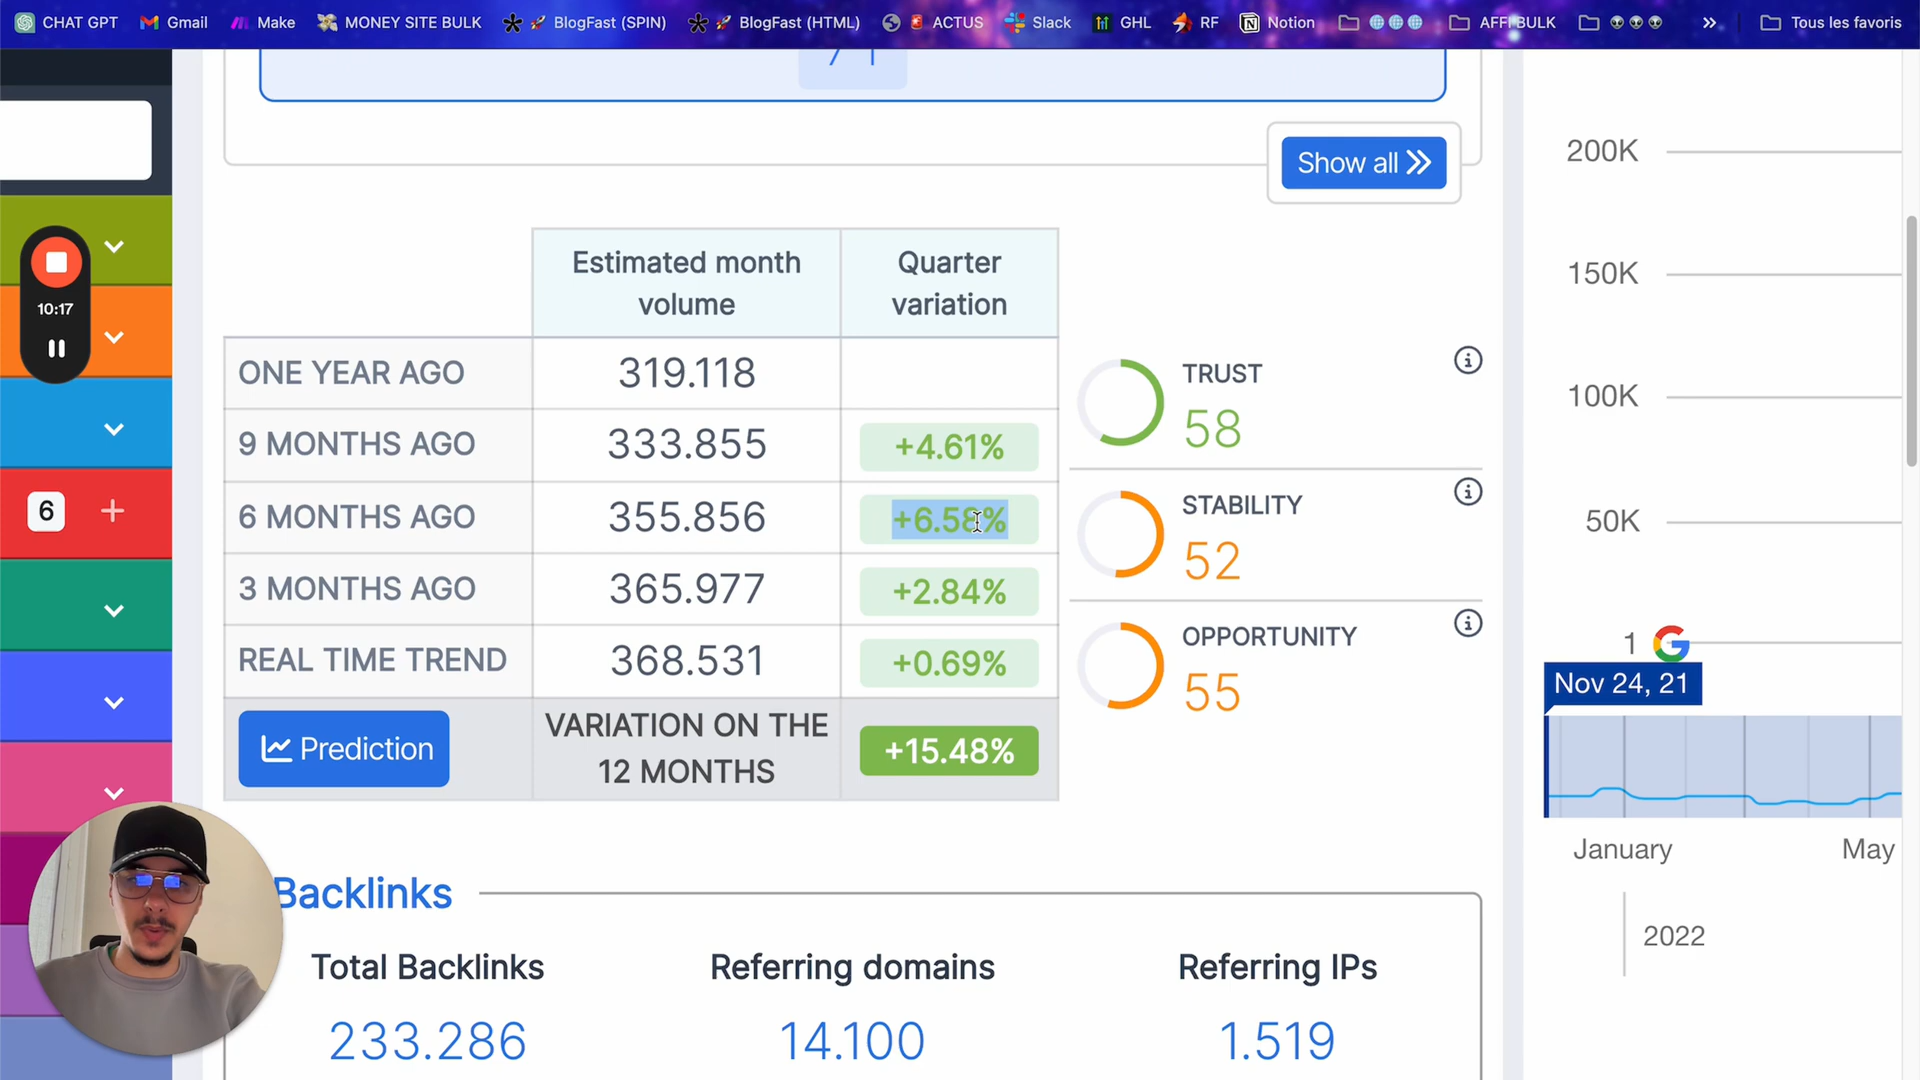 CHAT GPT Gmail Make MONEY SITE BULK BlogFast (SPIN) BlogFast (HTML) ACTUS Slack GHL RF Notion AFFI BULK Tous les favoris
Show all
Estimated month
volume
Quarter
variation
ONE YEAR AGO 319.118
9 MONTHS AGO 333.855 +4.61%
6 MONTHS AGO 355.856 +6.58%
3 MONTHS AGO 365.977 +2.84%
REAL TIME TREND 368.531 +0.69%
Prediction
VARIATION ON THE
12 MONTHS
+15.48%
TRUST
58
STABILITY
52
OPPORTUNITY
55
10:17
6
Backlinks
Total Backlinks Referring domains Referring IPs
233.286 14.100 1.519
200K
150K
100K
50K
1
Nov 24, 21
January May
2022